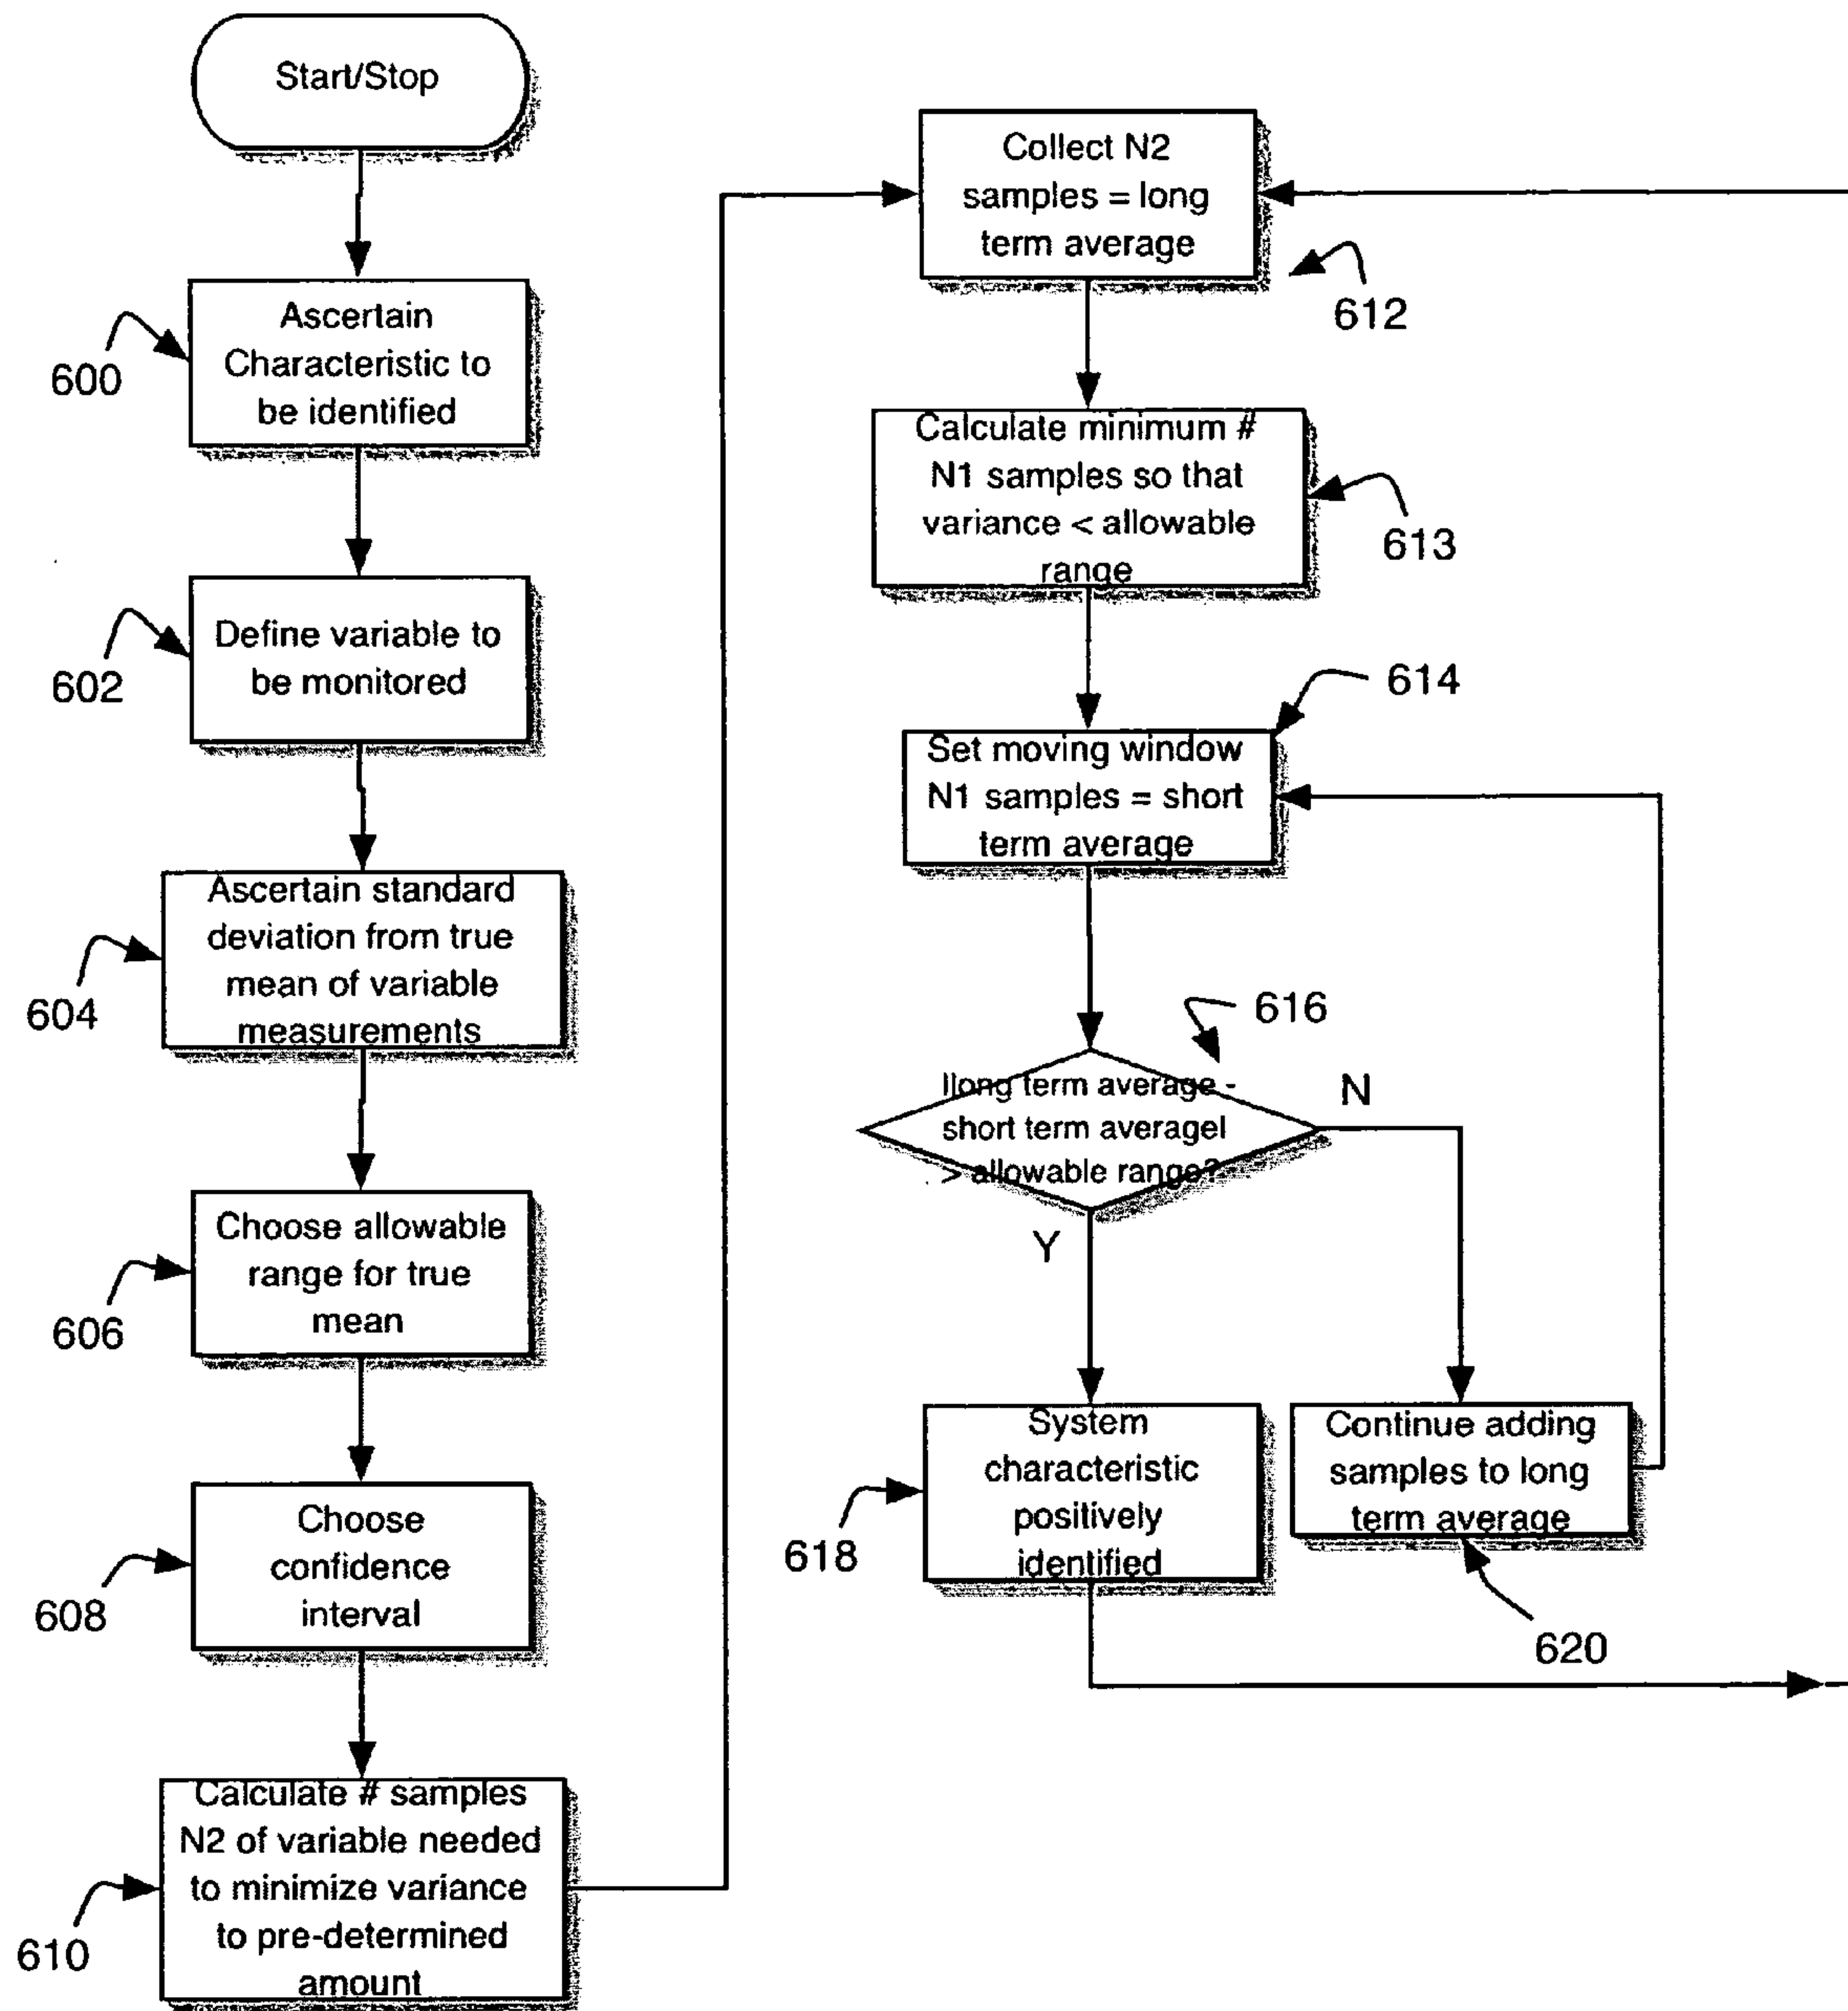 Start/Stop
Ascertain
Characteristic to
be identified
600
Define variable to
be monitored
602
Ascertain standard
deviation from true
mean of variable
measurements
604
Choose allowable
range for true
mean
606
Choose
confidence
interval
608
Calculate # samples
N2 of variable needed
to minimize variance
to pre-determined
amount
610
Collect N2
samples = long
term average
612
Calculate minimum #
N1 samples so that
variance < allowable
range
613
Set moving window
N1 samples = short
term average
614
|long term average -
short term average|
> allowable range?
616
N
Y
System
characteristic
positively
identified
618
Continue adding
samples to long
term average
620